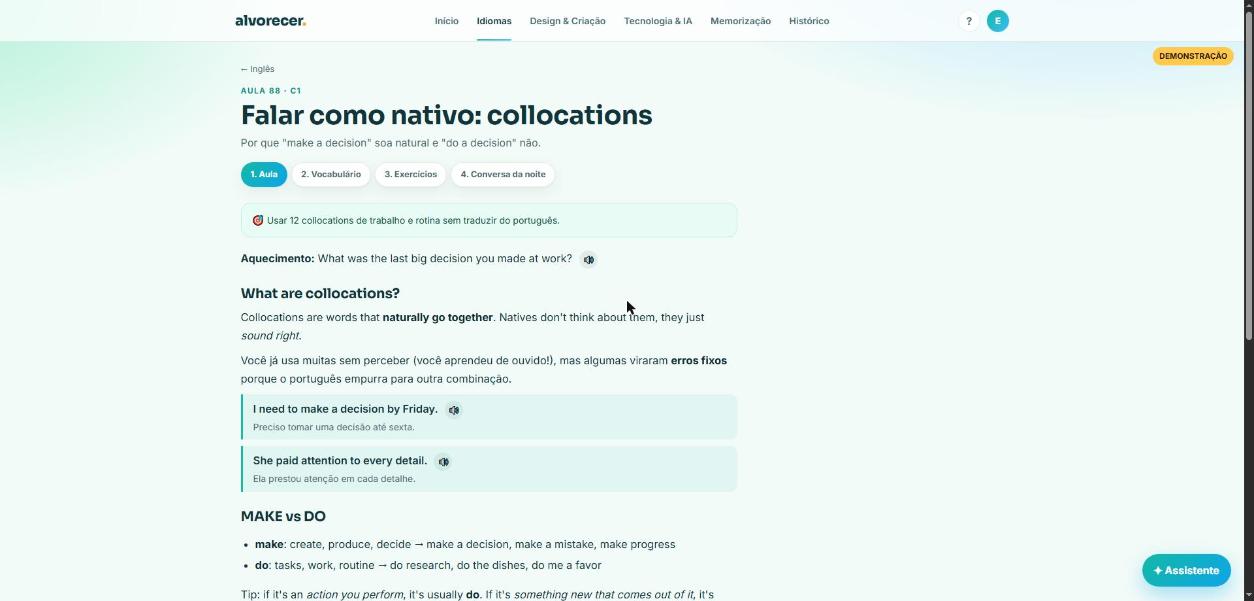 alvorecer.
Início
Idiomas
Design & Criação
Tecnologia & IA
Memorização
Histórico
?
E
DEMONSTRAÇÃO
← Inglês
AULA 88 · C1
Falar como nativo: collocations
Por que "make a decision" soa natural e "do a decision" não.
1. Aula
2. Vocabulário
3. Exercícios
4. Conversa da noite
Usar 12 collocations de trabalho e rotina sem traduzir do português.
Aquecimento: What was the last big decision you made at work?
What are collocations?
Collocations are words that naturally go together. Natives don't think about them, they just
sound right.
Você já usa muitas sem perceber (você aprendeu de ouvido!), mas algumas viraram erros fixos
porque o português empurra para outra combinação.
I need to make a decision by Friday.
Preciso tomar uma decisão até sexta.
She paid attention to every detail.
Ela prestou atenção em cada detalhe.
MAKE vs DO
• make: create, produce, decide → make a decision, make a mistake, make progress
• do: tasks, work, routine → do research, do the dishes, do me a favor
Tip: if it's an action you perform, it's usually do. If it's something new that comes out of it, it's
✦ Assistente